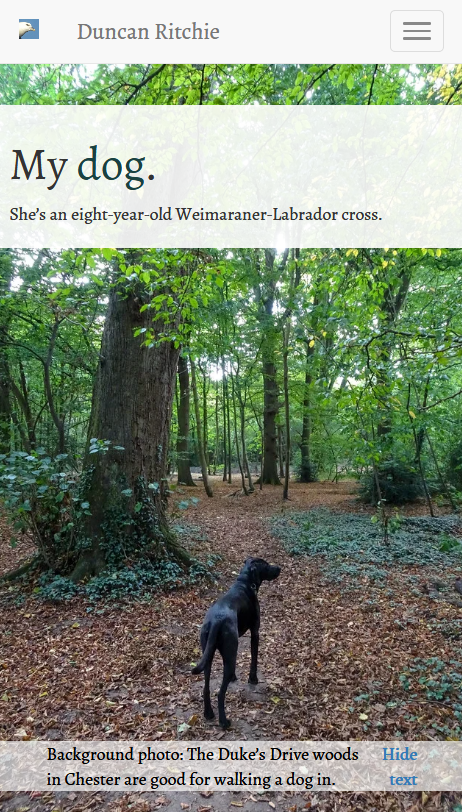 Duncan Ritchie
My dog.
She’s an eight-year-old Weimaraner-Labrador cross.
Background photo: The Duke’s Drive woods
in Chester are good for walking a dog in.
Hide
text